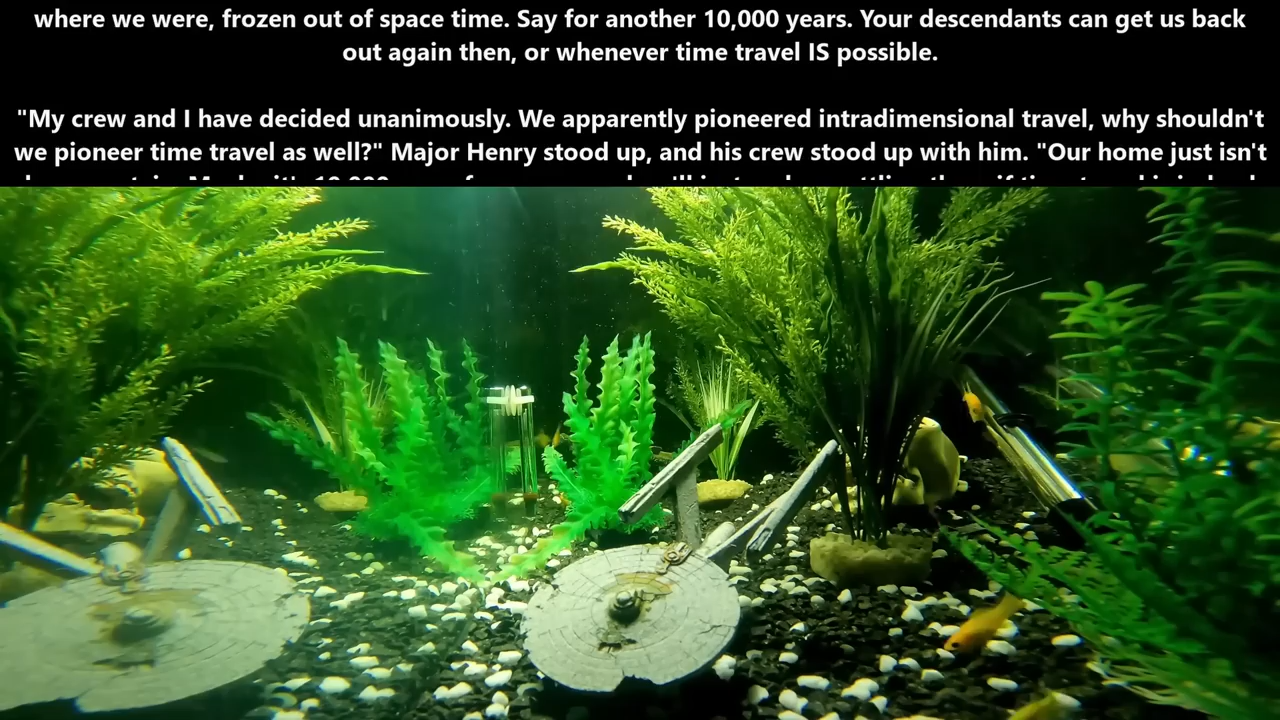 where we were, frozen out of space time. Say for another 10,000 years. Your descendants can get us back
out again then, or whenever time travel IS possible.
"My crew and I have decided unanimously. We apparently pioneered intradimensional travel, why shouldn't
we pioneer time travel as well?" Major Henry stood up, and his crew stood up with him. "Our home just isn't